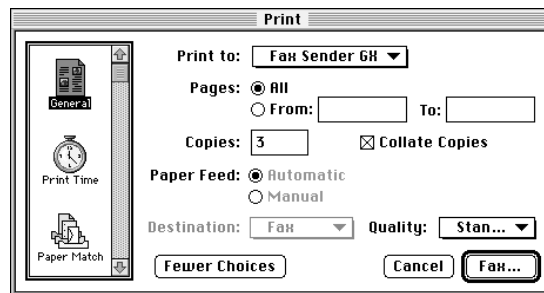 Print
General
Print Time
Paper Match
Print to: Fax Sender GX
Pages: All
From: To:
Copies: 3 Collate Copies
Paper Feed: Automatic
Manual
Destination: Fax Quality: Stan...
Fewer Choices Cancel Fax...